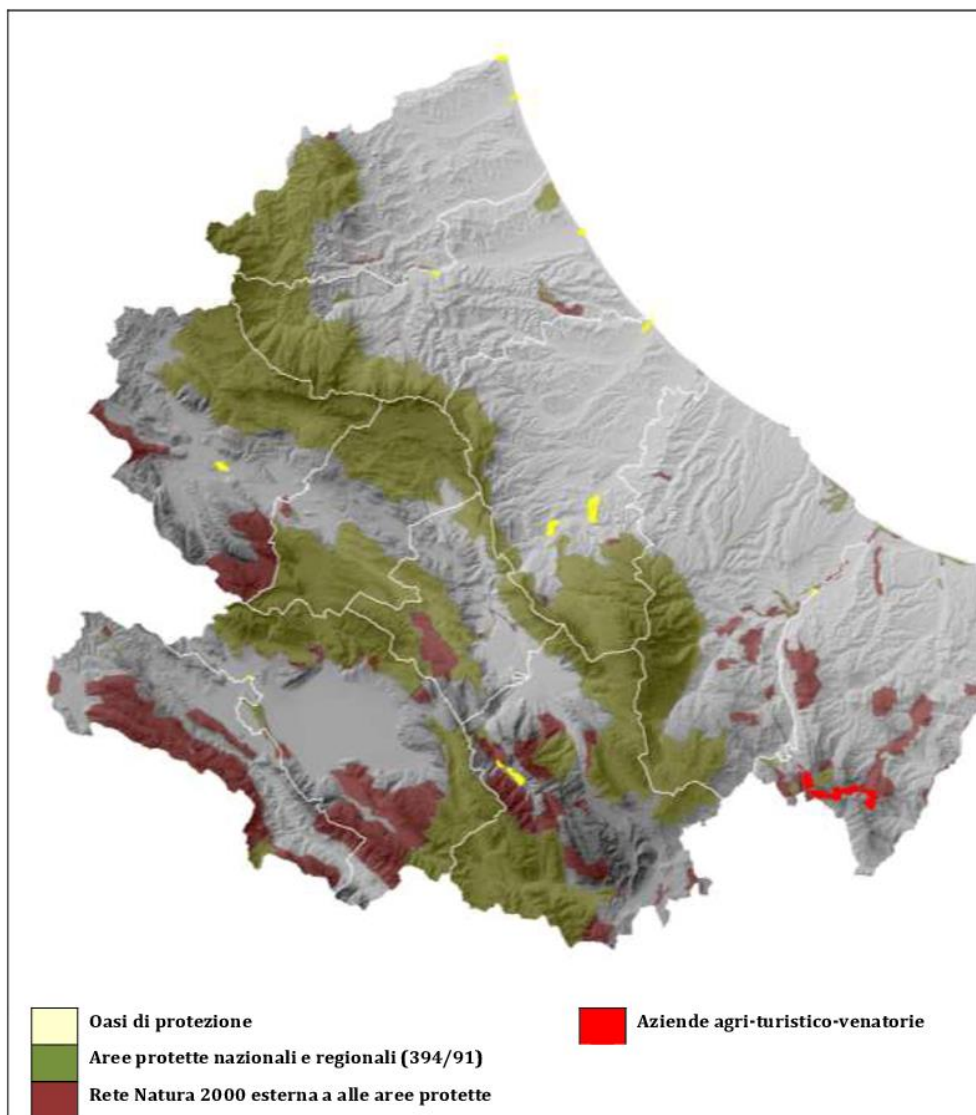 Oasi di protezione
Aree protette nazionali e regionali (394/91)
Rete Natura 2000 esterna a alle aree protette
Aziende agri-turistico-venatorie